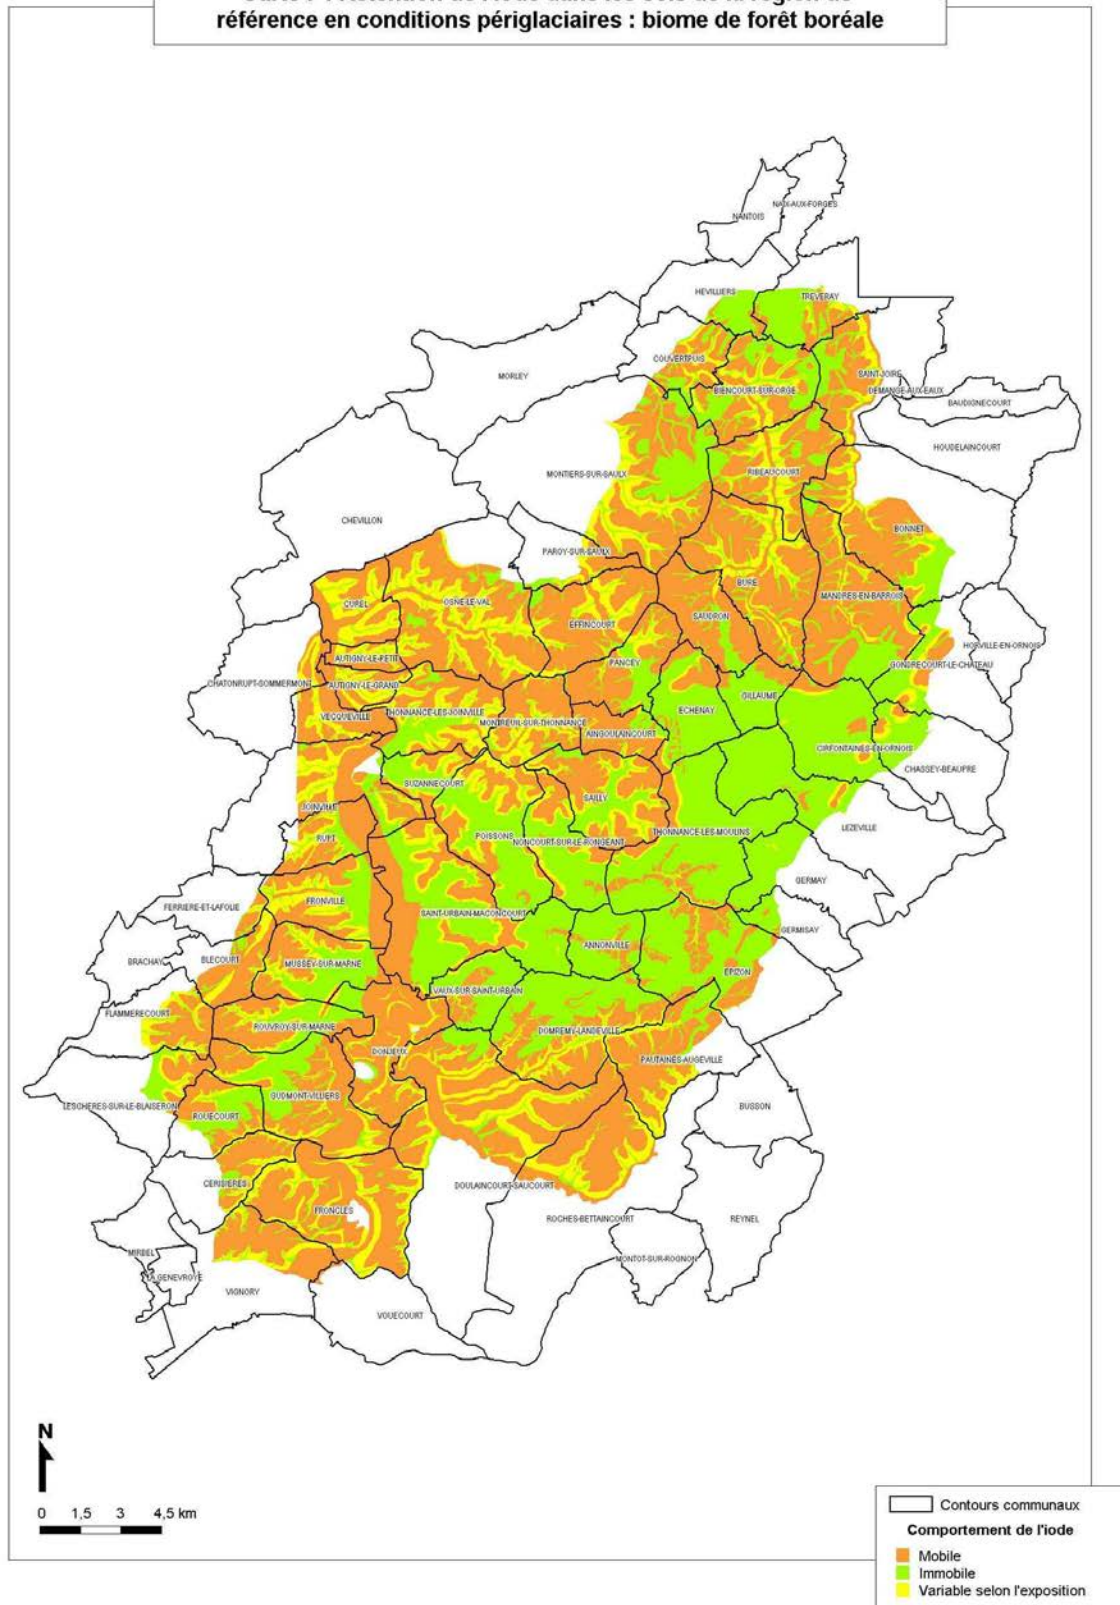 référence en conditions périglaciaires : biome de forêt boréale
NAIX-AUX-FORGES
NANTOIS
HEVILLIERS
TREVERAY
COUVERTPUIS
MORLEY
SAINT-JOIRE
BIENCOURT-SUR-ORGE
DEMANGE-AUX-EAUX
BAUDIGNECOURT
HOUDELAINCOURT
MONTIERS-SUR-SAULX
RIBEAUCOURT
CHEVILLON
BONNET
PAROY-SUR-SAULX
BURE
MANDRES-EN-BARROIS
CUREL
OSNE-LE-VAL
EFFINCOURT
SAUDRON
HORVILLE-EN-ORNOIS
AUTIGNY-LE-PETIT
PANCEY
GONDRECOURT-LE-CHATEAU
CHATONRUPT-SOMMERMONT
AUTIGNY-LE-GRAND
GILLAUME
ECHENAY
VECQUEVILLE
THONNANCE-LES-JOINVILLE
MONTREUIL-SUR-THONNANCE
AINGOULAINCOURT
CIRFONTAINES-EN-ORNOIS
CHASSEY-BEAUPRE
SUZANNECOURT
SAILLY
JOINVILLE
RUPT
POISSONS
NONCOURT-SUR-LE-RONGEANT
THONNANCE-LES-MOULINS
LEZEVILLE
GERMAY
FERRIERE-ET-LAFOLIE
FRONVILLE
SAINT-URBAIN-MACONCOURT
GERMISAY
ANNONVILLE
BRACHAY
BLECOURT
MUSSEY-SUR-MARNE
EPIZON
VAUX-SUR-SAINT-URBAIN
FLAMMERECOURT
ROUVROY-SUR-MARNE
DOMREMY-LANDEVILLE
DONJEUX
PAUTAINES-AUGEVILLE
GUDMONT-VILLIERS
LESCHERES-SUR-LE-BLAISERON
ROUECOURT
BUSSON
CERISIERES
DOULAINCOURT-SAUCOURT
FRONCLES
ROCHES-BETTAINCOURT
REYNEL
MIRBEL
LA GENEVROYE
MONTOT-SUR-ROGNON
VIGNORY
VOUECOURT
N
0 1,5 3 4,5 km
Contours communaux
Comportement de l'iode
Mobile
Immobile
Variable selon l'exposition